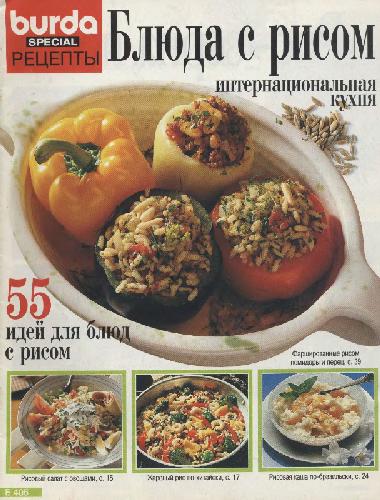 burda
SPECIAL
РЕЦЕПТЫ
Блюда с рисом
интернациональная
кухня
55
идей для блюд
с рисом
Фаршированные рисом
помидоры и перец, с. 39
Рисовый салат с овощами, с. 15
Жареный рис по-китайски, с. 17
Рисовая каша по-бразильски, с. 24
E 406